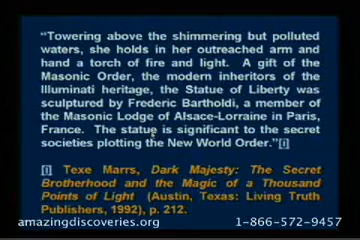 “Towering above the shimmering but polluted
waters, she holds in her outreached arm and
hand a torch of fire and light. A gift of the
Masonic Order, the modern inheritors of the
Illuminati heritage, the Statue of Liberty was
sculptured by Frederic Bartholdi, a member of
the Masonic Lodge of Alsace-Lorraine in Paris,
France. The statue is significant to the secret
societies plotting the New World Order.”[i]
[i] Texe Marrs, Dark Majesty: The Secret
Brotherhood and the Magic of a Thousand
Points of Light (Austin, Texas: Living Truth
Publishers, 1992), p. 212.
amazingdiscoveries.org 1-866-572-9457